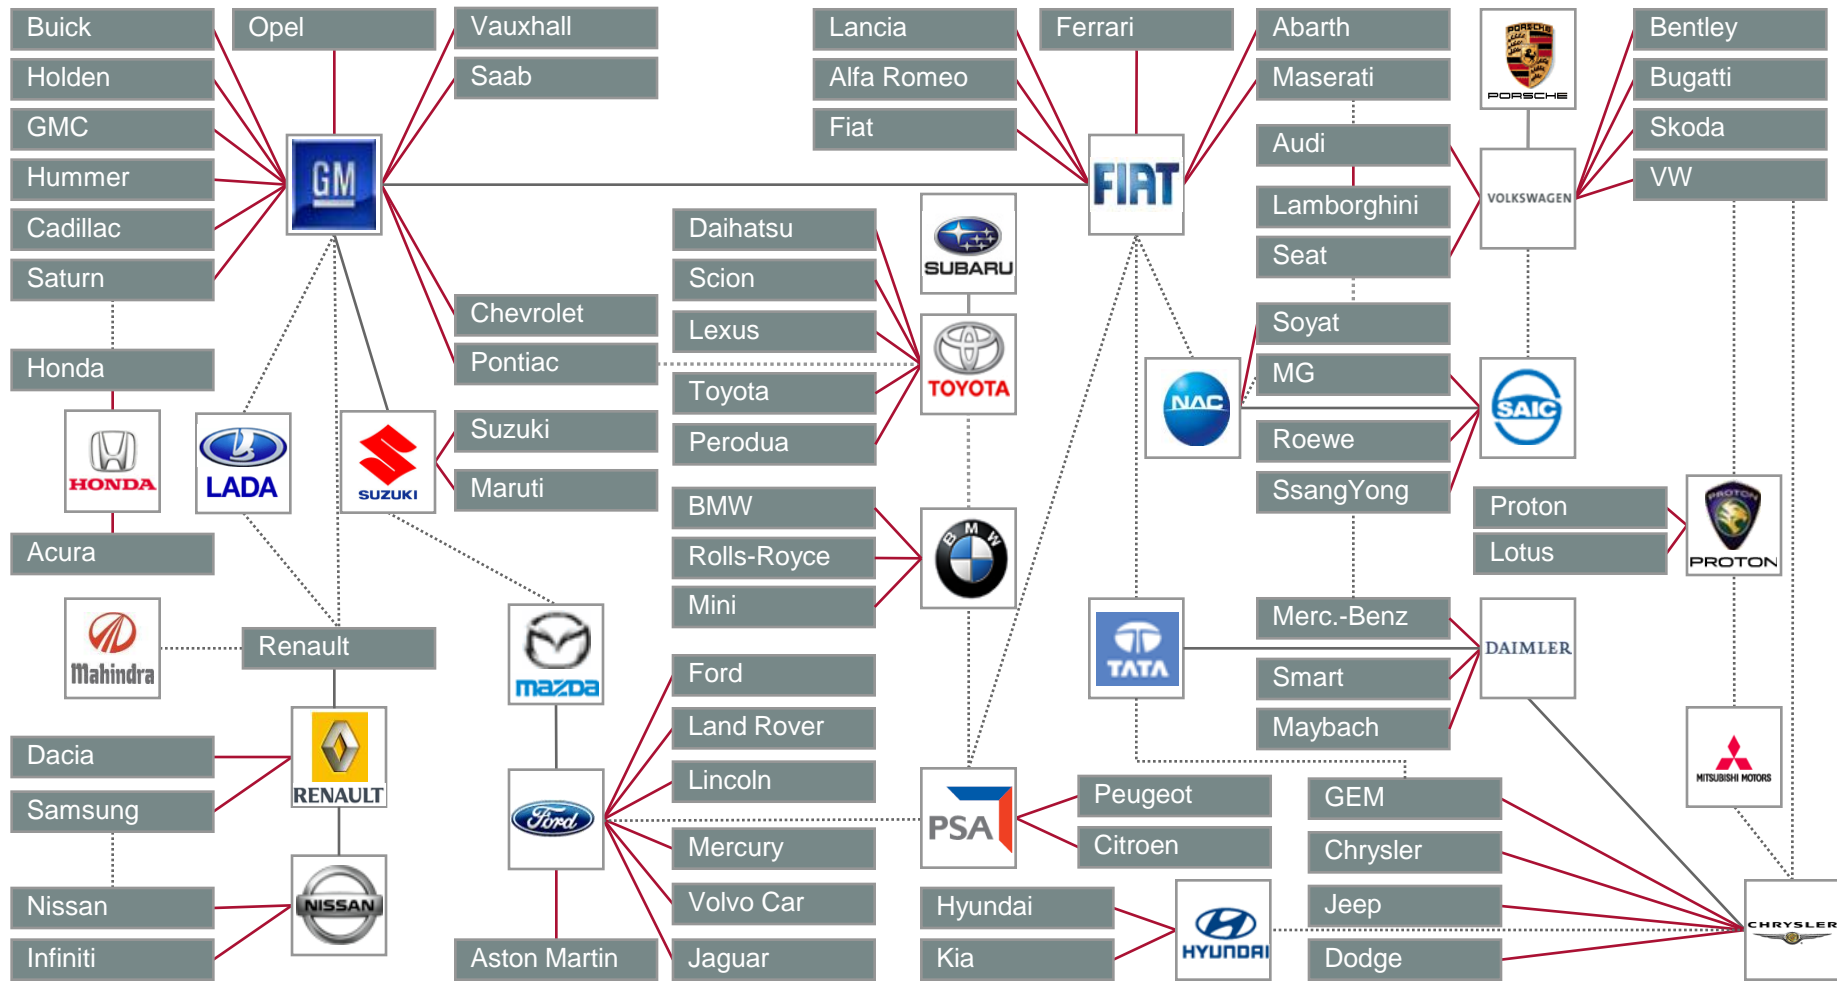 Buick
Opel
Vauxhall
Lancia
Ferrari
Abarth
PORSCHE
PORSCHE
Bentley
Holden
Saab
Alfa Romeo
Maserati
Bugatti
GMC
Fiat
Audi
Skoda
Hummer
GM
FIAT
VOLKSWAGEN
VW
Cadillac
Daihatsu
SUBARU
Lamborghini
Saturn
Scion
Seat
Chevrolet
Lexus
TOYOTA
Soyat
Honda
Pontiac
Toyota
NAC
MG
SAIC
HONDA
LADA
SUZUKI
Suzuki
Perodua
Roewe
Maruti
BMW
BMW
SsangYong
Proton
PROTON
PROTON
Acura
Rolls-Royce
Lotus
Mini
Mahindra
Renault
mazda
TATA
Merc.-Benz
DAIMLER
Ford
Smart
Land Rover
Maybach
Dacia
RENAULT
Lincoln
MITSUBISHI MOTORS
Samsung
Ford
PSA
Peugeot
GEM
Mercury
Citroen
Chrysler
Nissan
NISSAN
Volvo Car
Hyundai
HYUNDAI
Jeep
CHRYSLER
Infiniti
Aston Martin
Jaguar
Kia
Dodge